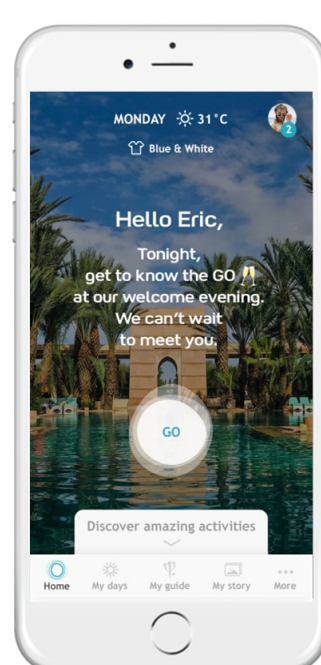 MONDAY 31°C
2
Blue & White
Hello Eric,
Tonight,
get to know the GO 🥂
at our welcome evening.
We can't wait
to meet you.
GO
Discover amazing activities
Home My days My guide My story More